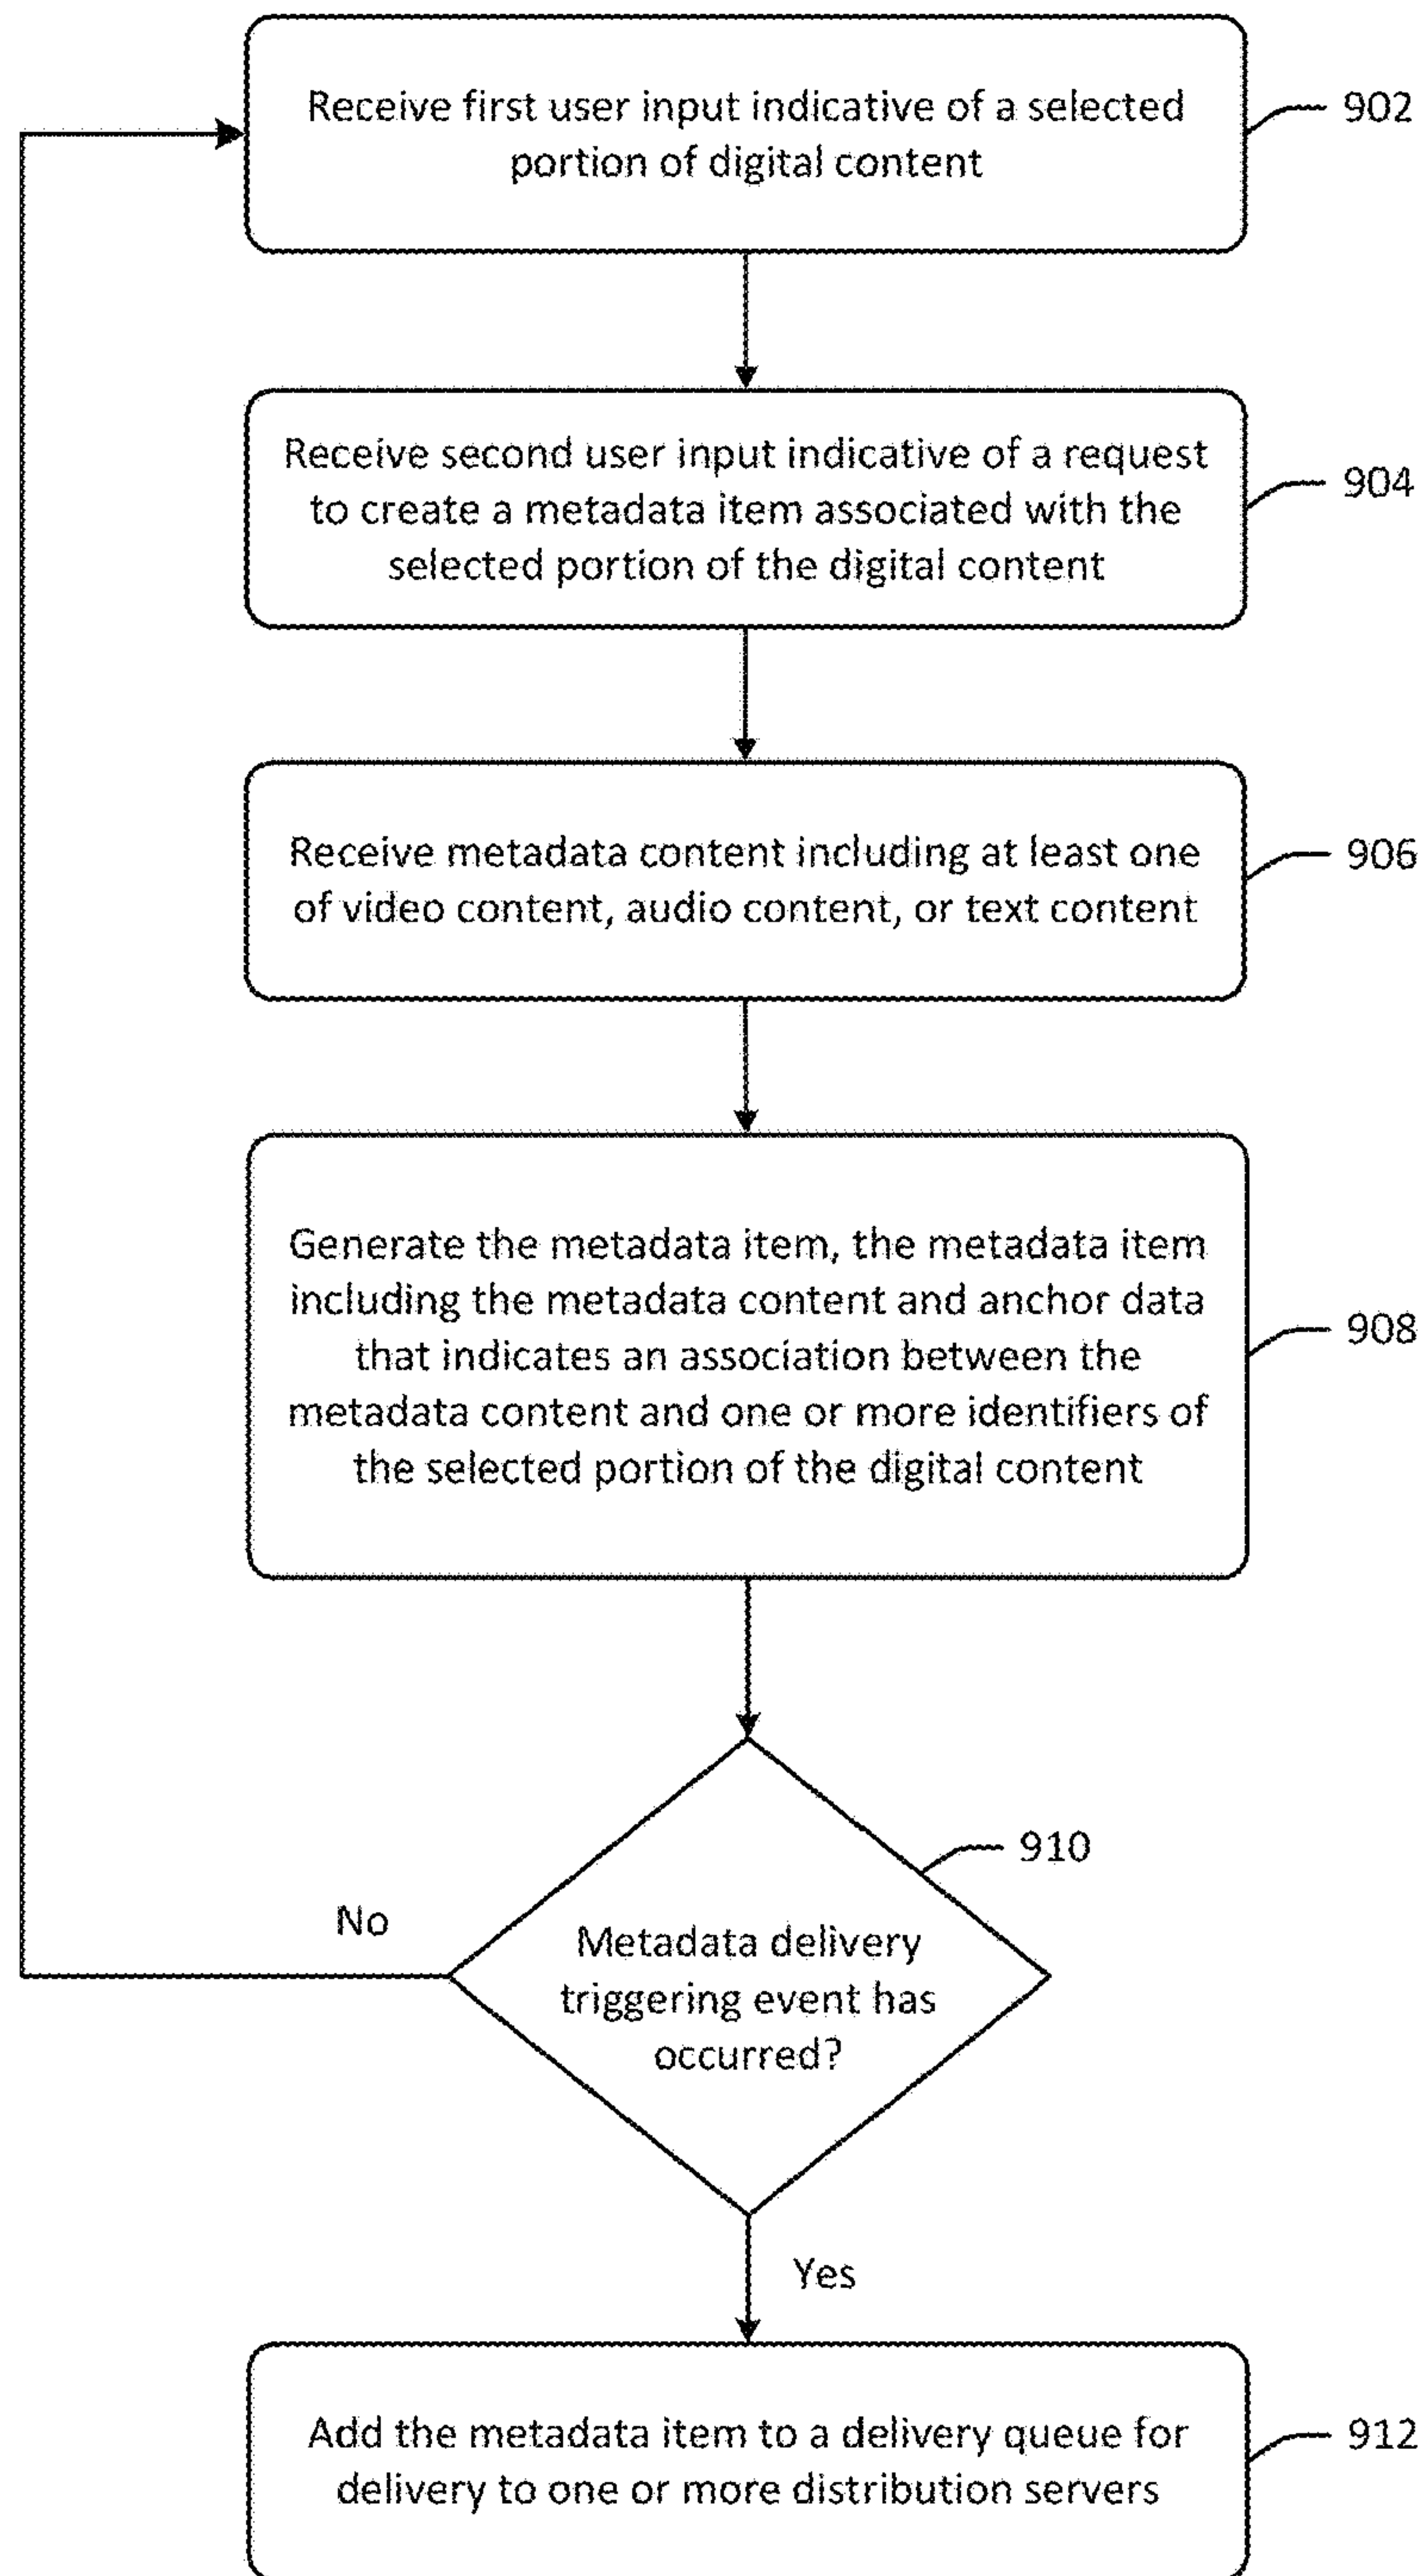 Receive first user input indicative of a selected
portion of digital content
902
Receive second user input indicative of a request
to create a metadata item associated with the
selected portion of the digital content
904
Receive metadata content including at least one
of video content, audio content, or text content
906
Generate the metadata item, the metadata item
including the metadata content and anchor data
that indicates an association between the
metadata content and one or more identifiers of
the selected portion of the digital content
908
910
No
Metadata delivery
triggering event has
occurred?
Yes
Add the metadata item to a delivery queue for
delivery to one or more distribution servers
912